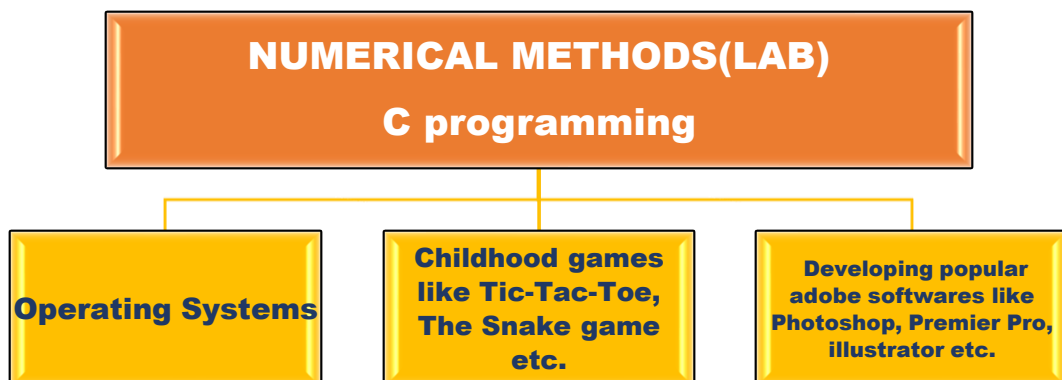 NUMERICAL METHODS(LAB)
C programming
Operating Systems
Childhood games
like Tic-Tac-Toe,
The Snake game
etc.
Developing popular
adobe softwares like
Photoshop, Premier Pro,
illustrator etc.